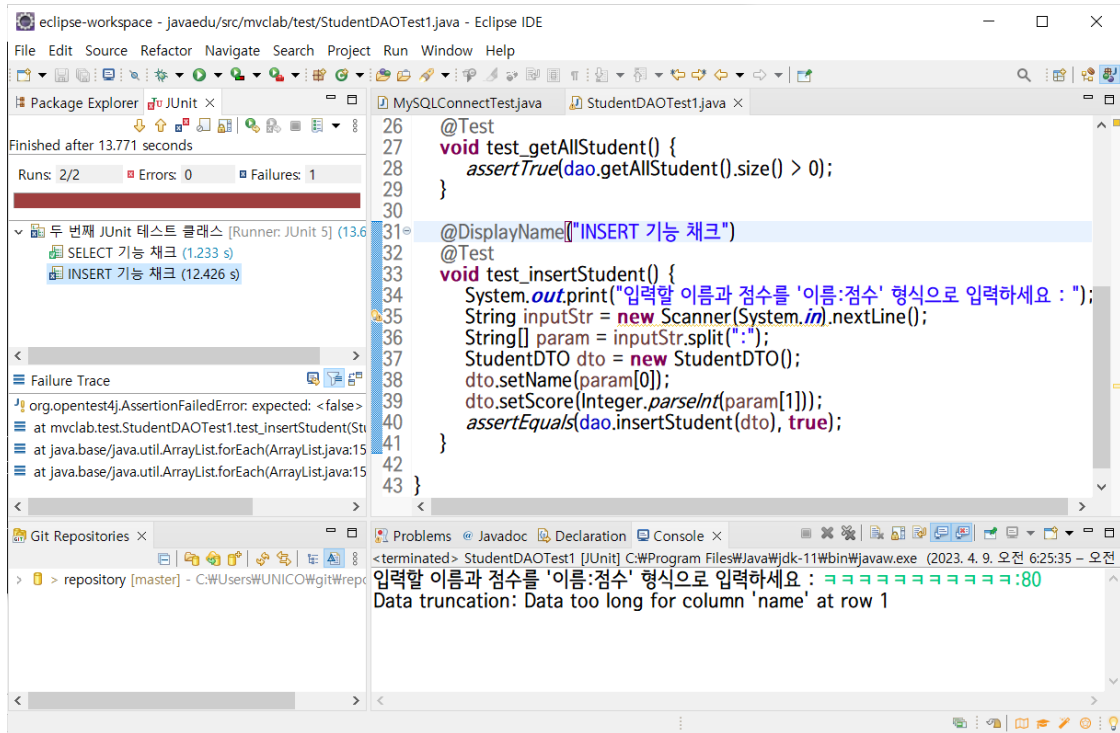 eclipse-workspace - javaedu/src/mvclab/test/StudentDAOTest1.java - Eclipse IDE
File Edit Source Refactor Navigate Search Project Run Window Help
Package Explorer JUnit
Finished after 13.771 seconds
Runs: 2/2 Errors: 0 Failures: 1
두 번째 JUnit 테스트 클래스 [Runner: JUnit 5] (13.6
SELECT 기능 채크 (1.233 s)
INSERT 기능 채크 (12.426 s)
Failure Trace
org.opentest4j.AssertionFailedError: expected: <false>
at mvclab.test.StudentDAOTest1.test_insertStudent(Stu
at java.base/java.util.ArrayList.forEach(ArrayList.java:15
at java.base/java.util.ArrayList.forEach(ArrayList.java:15
MySQLConnectTest.java StudentDAOTest1.java
26 @Test
27 void test_getAllStudent() {
28 assertTrue(dao.getAllStudent().size() > 0);
29 }
30
31 @DisplayName("INSERT 기능 채크")
32 @Test
33 void test_insertStudent() {
34 System.out.print("입력할 이름과 점수를 '이름:점수' 형식으로 입력하세요 : ");
35 String inputStr = new Scanner(System.in).nextLine();
36 String[] param = inputStr.split(":");
37 StudentDTO dto = new StudentDTO();
38 dto.setName(param[0]);
39 dto.setScore(Integer.parseInt(param[1]));
40 assertEquals(dao.insertStudent(dto), true);
41 }
42
43 }
Git Repositories
> repository [master] - C:₩Users₩UNICO₩git₩repo
Problems @ Javadoc Declaration Console
<terminated> StudentDAOTest1 [JUnit] C:₩Program Files₩Java₩jdk-11₩bin₩javaw.exe (2023. 4. 9. 오전 6:25:35 – 오전
입력할 이름과 점수를 '이름:점수' 형식으로 입력하세요 : ㅋㅋㅋㅋㅋㅋㅋㅋㅋㅋㅋ:80
Data truncation: Data too long for column 'name' at row 1